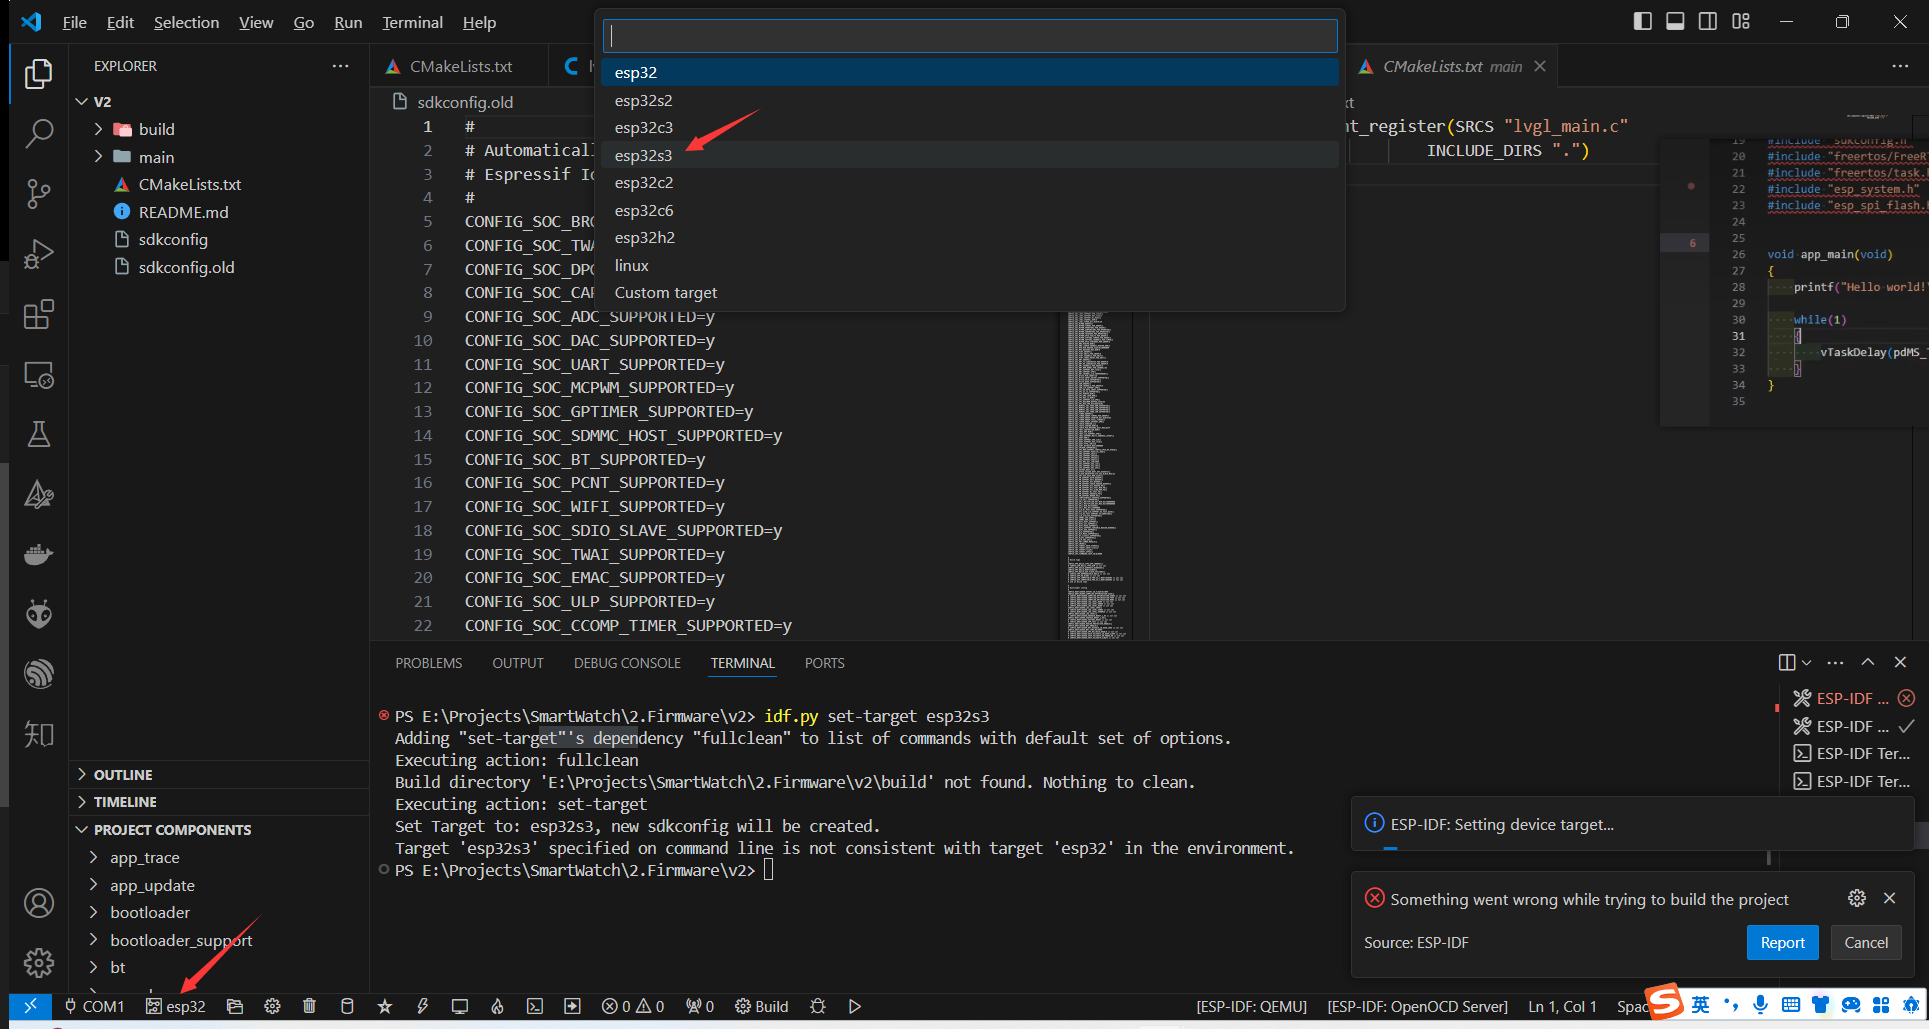 File Edit Selection View Go Run Terminal Help
esp32
esp32s2
esp32c3
esp32s3
esp32c2
esp32c6
esp32h2
linux
Custom target
EXPLORER
V2
build
main
CMakeLists.txt
README.md
sdkconfig
sdkconfig.old
OUTLINE
TIMELINE
PROJECT COMPONENTS
app_trace
app_update
bootloader
bootloader_support
bt
CMakeLists.txt
sdkconfig.old
1 #
2 # Automaticall
3 # Espressif Io
4 #
5 CONFIG_SOC_BRO
6 CONFIG_SOC_TWA
7 CONFIG_SOC_DPO
8 CONFIG_SOC_CAP
9 CONFIG_SOC_ADC_SUPPORTED=y
10 CONFIG_SOC_DAC_SUPPORTED=y
11 CONFIG_SOC_UART_SUPPORTED=y
12 CONFIG_SOC_MCPWM_SUPPORTED=y
13 CONFIG_SOC_GPTIMER_SUPPORTED=y
14 CONFIG_SOC_SDMMC_HOST_SUPPORTED=y
15 CONFIG_SOC_BT_SUPPORTED=y
16 CONFIG_SOC_PCNT_SUPPORTED=y
17 CONFIG_SOC_WIFI_SUPPORTED=y
18 CONFIG_SOC_SDIO_SLAVE_SUPPORTED=y
19 CONFIG_SOC_TWAI_SUPPORTED=y
20 CONFIG_SOC_EMAC_SUPPORTED=y
21 CONFIG_SOC_ULP_SUPPORTED=y
22 CONFIG_SOC_CCOMP_TIMER_SUPPORTED=y
CMakeLists.txt main
xt
nt_register(SRCS "lvgl_main.c"
INCLUDE_DIRS ".")
6
19 #include "sdkconfig.h"
20 #include "freertos/FreeR
21 #include "freertos/task.
22 #include "esp_system.h"
23 #include "esp_spi_flash.h
24
25
26 void app_main(void)
27 {
28 printf("Hello world!
29
30 while(1)
31 {
32 vTaskDelay(pdMS_
33 }
34 }
35
PROBLEMS OUTPUT DEBUG CONSOLE TERMINAL PORTS
PS E:\Projects\SmartWatch\2.Firmware\v2> idf.py set-target esp32s3
Adding "set-target"'s dependency "fullclean" to list of commands with default set of options.
Executing action: fullclean
Build directory 'E:\Projects\SmartWatch\2.Firmware\v2\build' not found. Nothing to clean.
Executing action: set-target
Set Target to: esp32s3, new sdkconfig will be created.
Target 'esp32s3' specified on command line is not consistent with target 'esp32' in the environment.
PS E:\Projects\SmartWatch\2.Firmware\v2>
ESP-IDF ...
ESP-IDF ...
ESP-IDF Ter...
ESP-IDF Ter...
ESP-IDF: Setting device target...
Something went wrong while trying to build the project
Source: ESP-IDF
Report
Cancel
知
COM1 esp32 0 0 0 Build [ESP-IDF: QEMU] [ESP-IDF: OpenOCD Server] Ln 1, Col 1 Spac
S 英